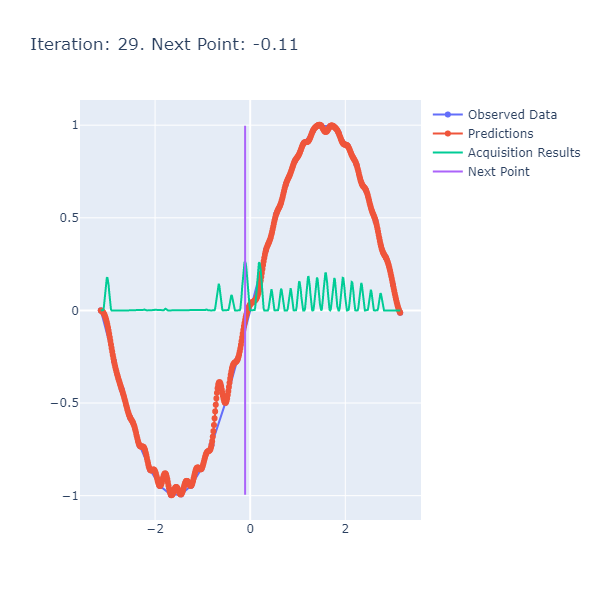 Iteration: 29. Next Point: -0.11
Observed Data
Predictions
Acquisition Results
Next Point
1
0.5
0
−0.5
−1
−2
0
2